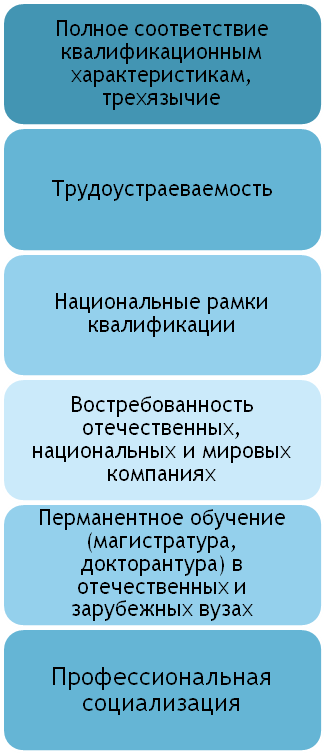 Полное соответствие
квалификационным
характеристикам,
трехязычие
Трудоустраеваемость
Национальные рамки
квалификации
Востребованность
отечественных,
национальных и мировых
компаниях
Перманентное обучение
(магистратура,
докторантура) в
отечественных и
зарубежных вузах
Профессиональная
социализация